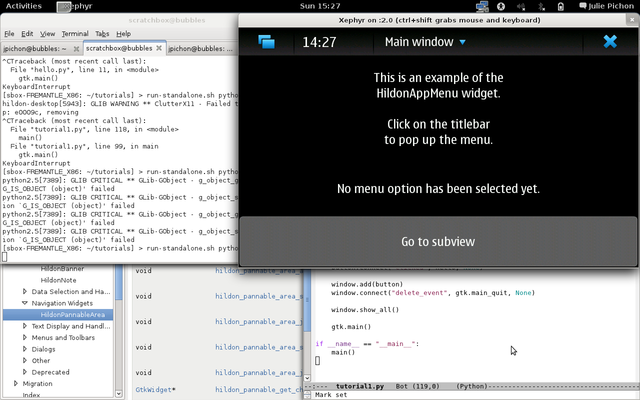 Activities
Xephyr
Sun 15:27
Julie Pichon
scratchbox@bubbles
File Edit View Terminal Tabs Help
jpichon@bubbles: ~
scratchbox@bubbles
jpichon@bubbles: ...
^CTraceback (most recent call last):
File "hello.py", line 11, in <module>
gtk.main()
KeyboardInterrupt
[sbox-FREMANTLE_X86: ~/tutorials] > run-standalone.sh pytho
hildon-desktop[5943]: GLIB WARNING ** ClutterX11 - Failed t
p: e0009c, removing
^CTraceback (most recent call last):
File "tutorial1.py", line 118, in <module>
main()
File "tutorial1.py", line 99, in main
gtk.main()
KeyboardInterrupt
[sbox-FREMANTLE_X86: ~/tutorials] > run-standalone.sh pytho
python2.5[7389]: GLIB CRITICAL ** GLib-GObject - g_object_s
G_IS_OBJECT (object)' failed
python2.5[7389]: GLIB CRITICAL ** GLib-GObject - g_object_g
ion `G_IS_OBJECT (object)' failed
python2.5[7389]: GLIB CRITICAL ** GLib-GObject - g_object_s
G_IS_OBJECT (object)' failed
python2.5[7389]: GLIB CRITICAL ** GLib-GObject - g_object_g
ion `G_IS_OBJECT (object)' failed
[sbox-FREMANTLE_X86: ~/tutorials] > run-standalone.sh pytho
Xephyr on :2.0 (ctrl+shift grabs mouse and keyboard)
14:27
Main window
This is an example of the
HildonAppMenu widget.
Click on the titlebar
to pop up the menu.
No menu option has been selected yet.
Go to subview
HildonBanner
HildonNote
Data Selection and Ha...
Navigation Widgets
HildonPannableArea
Text Display and Handl...
Menus and Toolbars
Dialogs
Other
Deprecated
Migration
Index
void
hildon_pannable_area_
void
hildon_pannable_area_s
void
hildon_pannable_area_j
void
hildon_pannable_area_s
GtkWidget*
hildon_pannable_get_ch
window.add(button)
window.connect("delete_event", gtk.main_quit, None)
window.show_all()
gtk.main()
if __name__ == "__main__":
main()
tutorial1.py Bot (119,0) (Python)
Mark set